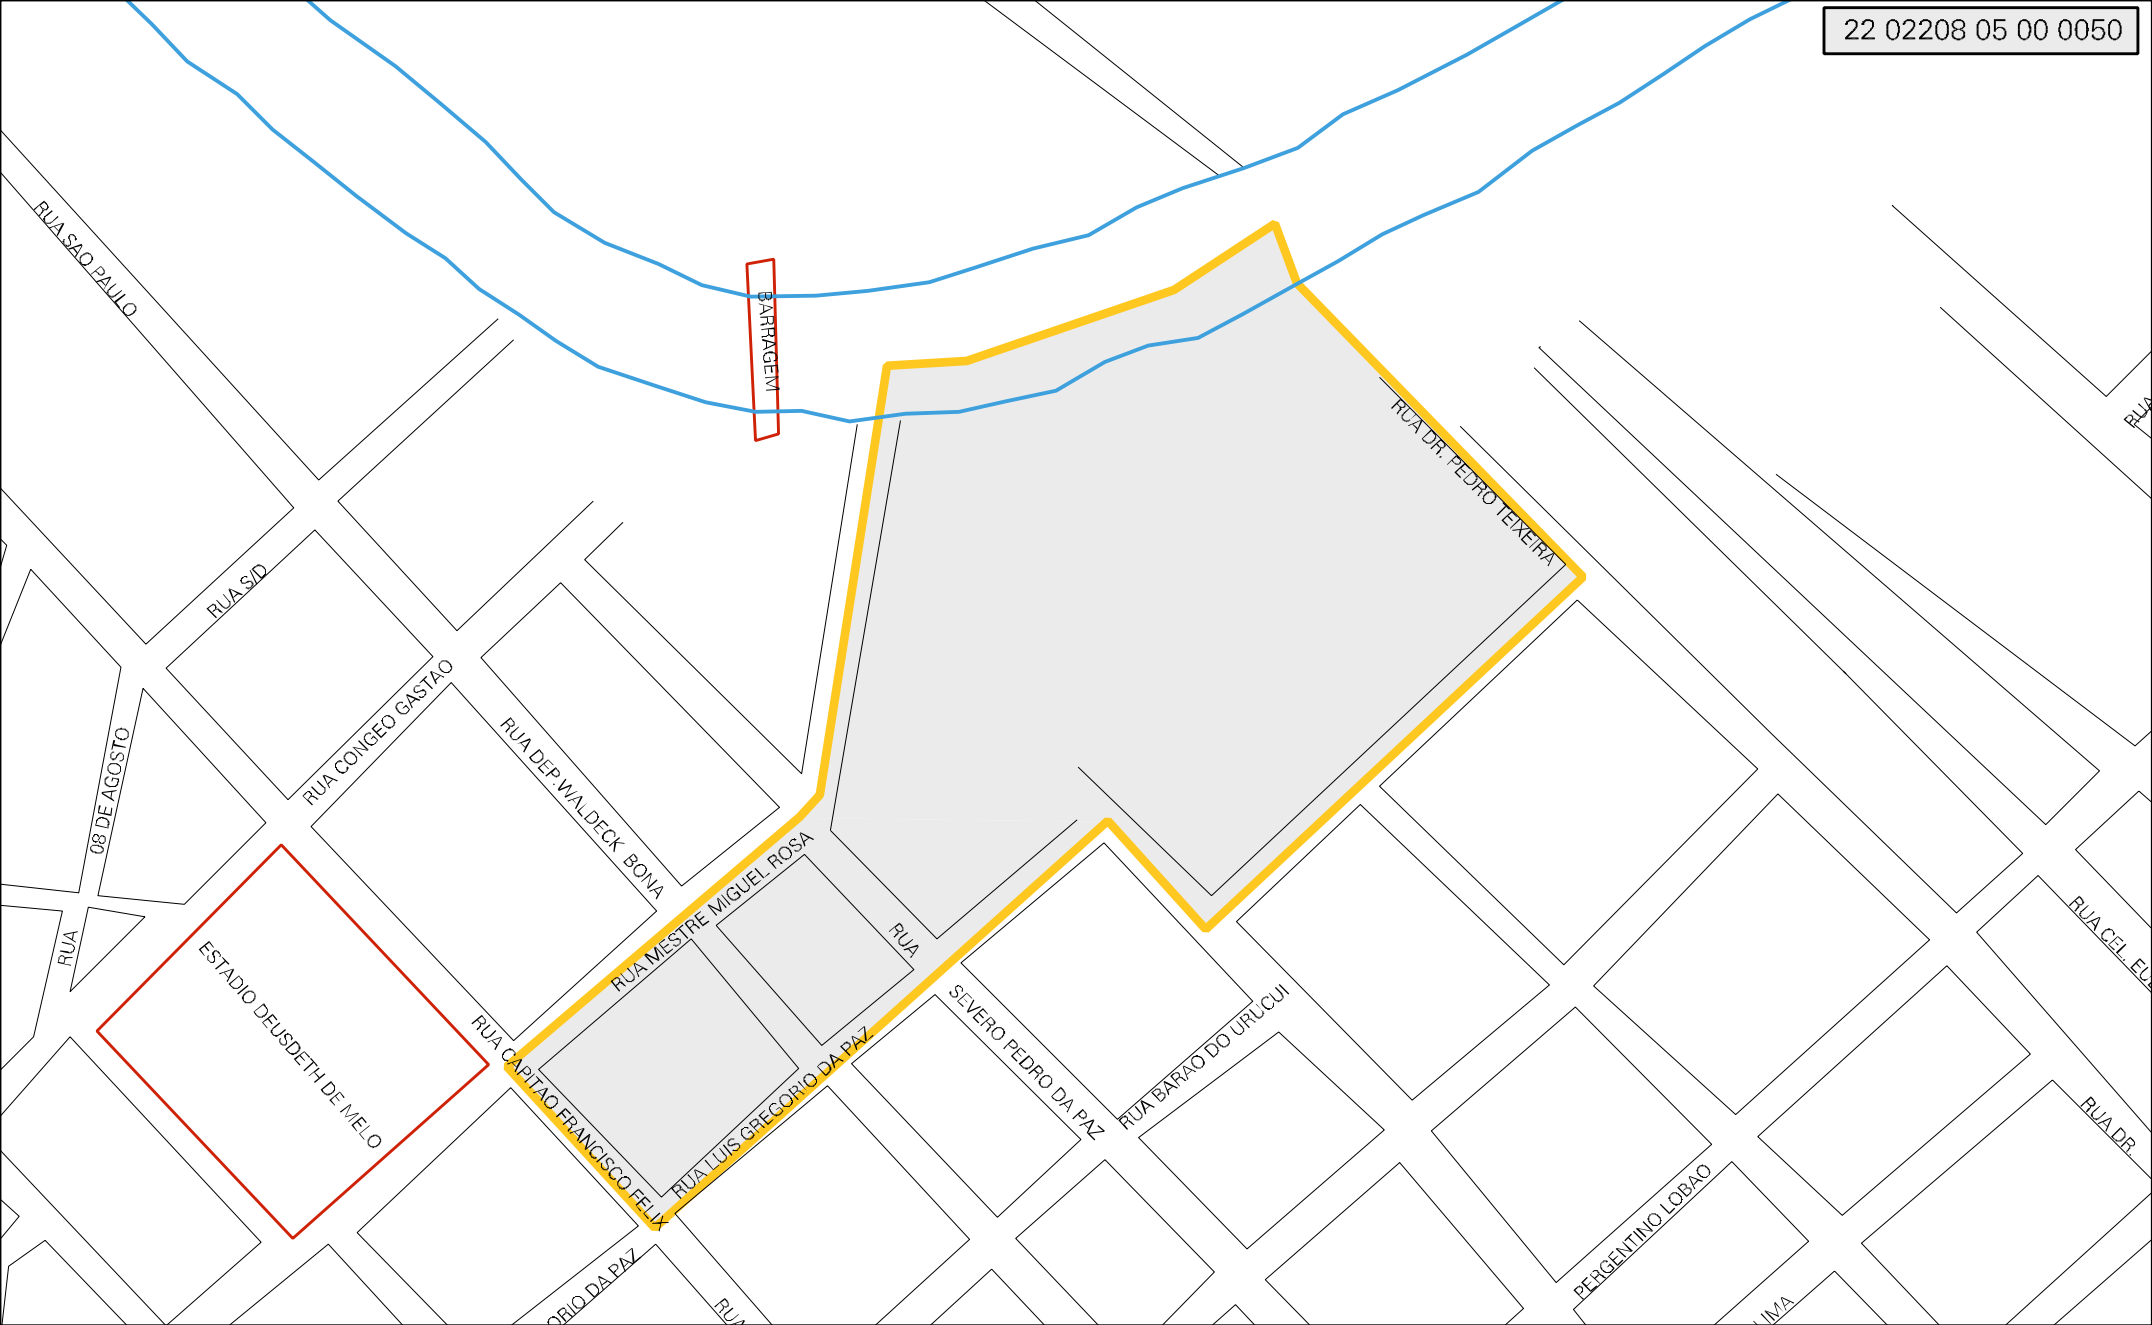 22 02208 05 00 0050
RUA SAO PAULO
BARRAGEM
RUA DR. PEDRO TEIXEIRA
RUA
RUA S/D
RUA CONGEO GASTAO
08 DE AGOSTO
RUA DEP.WALDECK BONA
RUA MESTRE MIGUEL ROSA
RUA
RUA
ESTADIO DEUSDETH DE MELO
RUA CEL. EU
SEVERO PEDRO DA PAZ
RUA BARAO DO URUCUI
RUA CAPITAO FRANCISCO FELIX
RUA LUIS GREGORIO DA PAZ
RUA DR.
PERGENTINO LOBAO
ORIO DA PAZ
RUA
LIMA